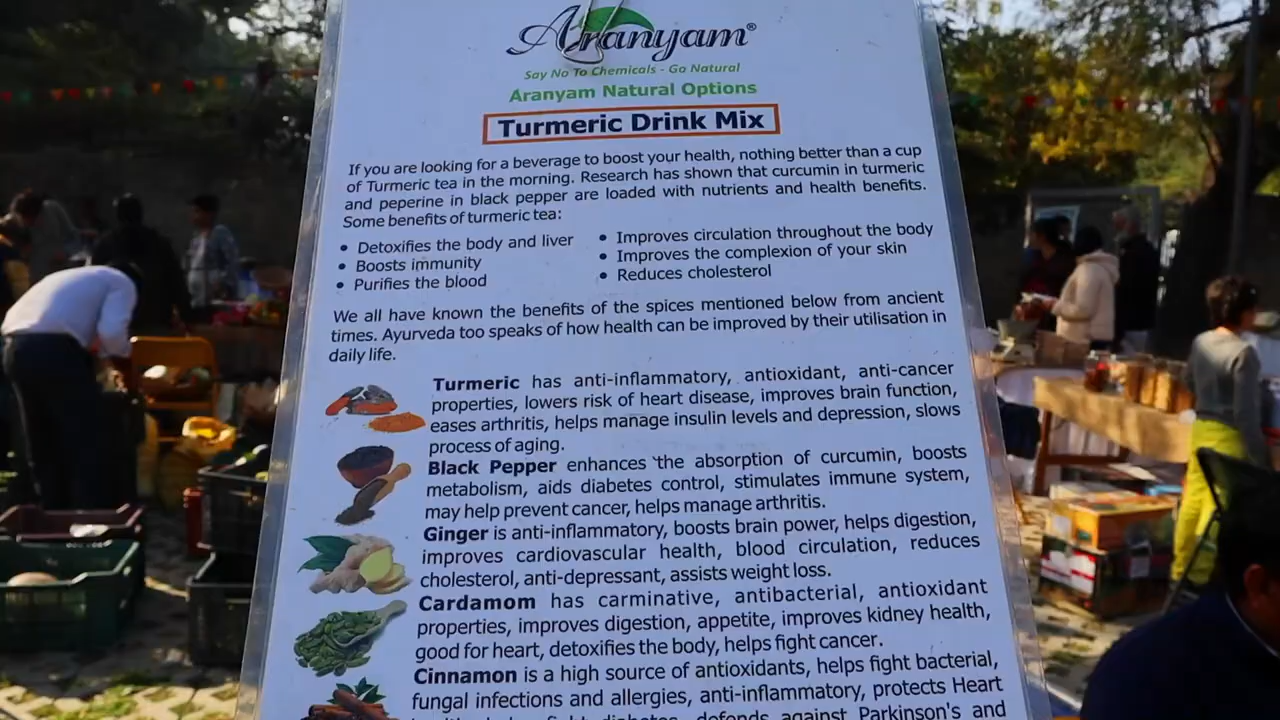 Aranyam®
Say No To Chemicals - Go Natural
Aranyam Natural Options
Turmeric Drink Mix
If you are looking for a beverage to boost your health, nothing better than a cup
of Turmeric tea in the morning. Research has shown that curcumin in turmeric
and peperine in black pepper are loaded with nutrients and health benefits.
Some benefits of turmeric tea:
• Detoxifies the body and liver
• Boosts immunity
• Purifies the blood
• Improves circulation throughout the body
• Improves the complexion of your skin
• Reduces cholesterol
We all have known the benefits of the spices mentioned below from ancient
times. Ayurveda too speaks of how health can be improved by their utilisation in
daily life.
Turmeric has anti-inflammatory, antioxidant, anti-cancer
properties, lowers risk of heart disease, improves brain function,
eases arthritis, helps manage insulin levels and depression, slows
process of aging.
Black Pepper enhances the absorption of curcumin, boosts
metabolism, aids diabetes control, stimulates immune system,
may help prevent cancer, helps manage arthritis.
Ginger is anti-inflammatory, boosts brain power, helps digestion,
improves cardiovascular health, blood circulation, reduces
cholesterol, anti-depressant, assists weight loss.
Cardamom has carminative, antibacterial, antioxidant
properties, improves digestion, appetite, improves kidney health,
good for heart, detoxifies the body, helps fight cancer.
Cinnamon is a high source of antioxidants, helps fight bacterial,
fungal infections and allergies, anti-inflammatory, protects Heart
diabetes, defends against Parkinson's and